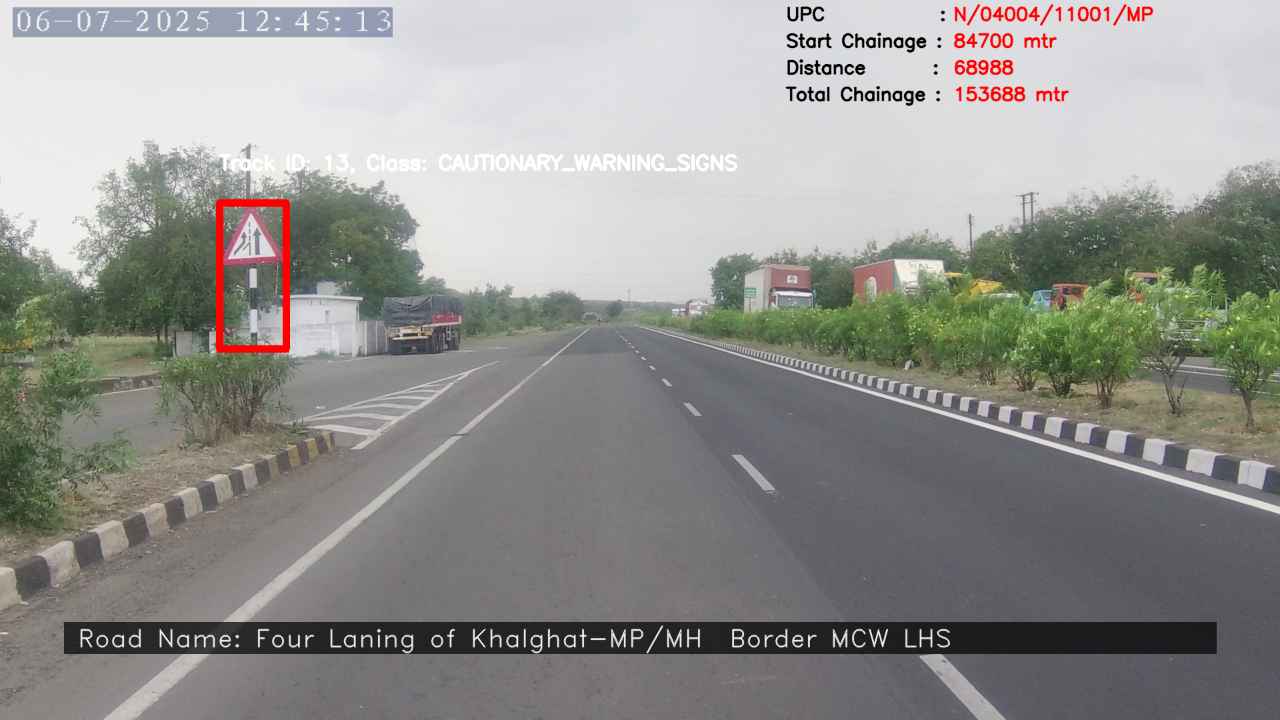 06-07-2025 12:45:13
UPC : N/04004/11001/MP
Start Chainage : 84700 mtr
Distance : 68988
Total Chainage : 153688 mtr
Track ID: 13, Class: CAUTIONARY_WARNING_SIGNS
Road Name: Four Laning of Khalghat-MP/MH Border MCW LHS